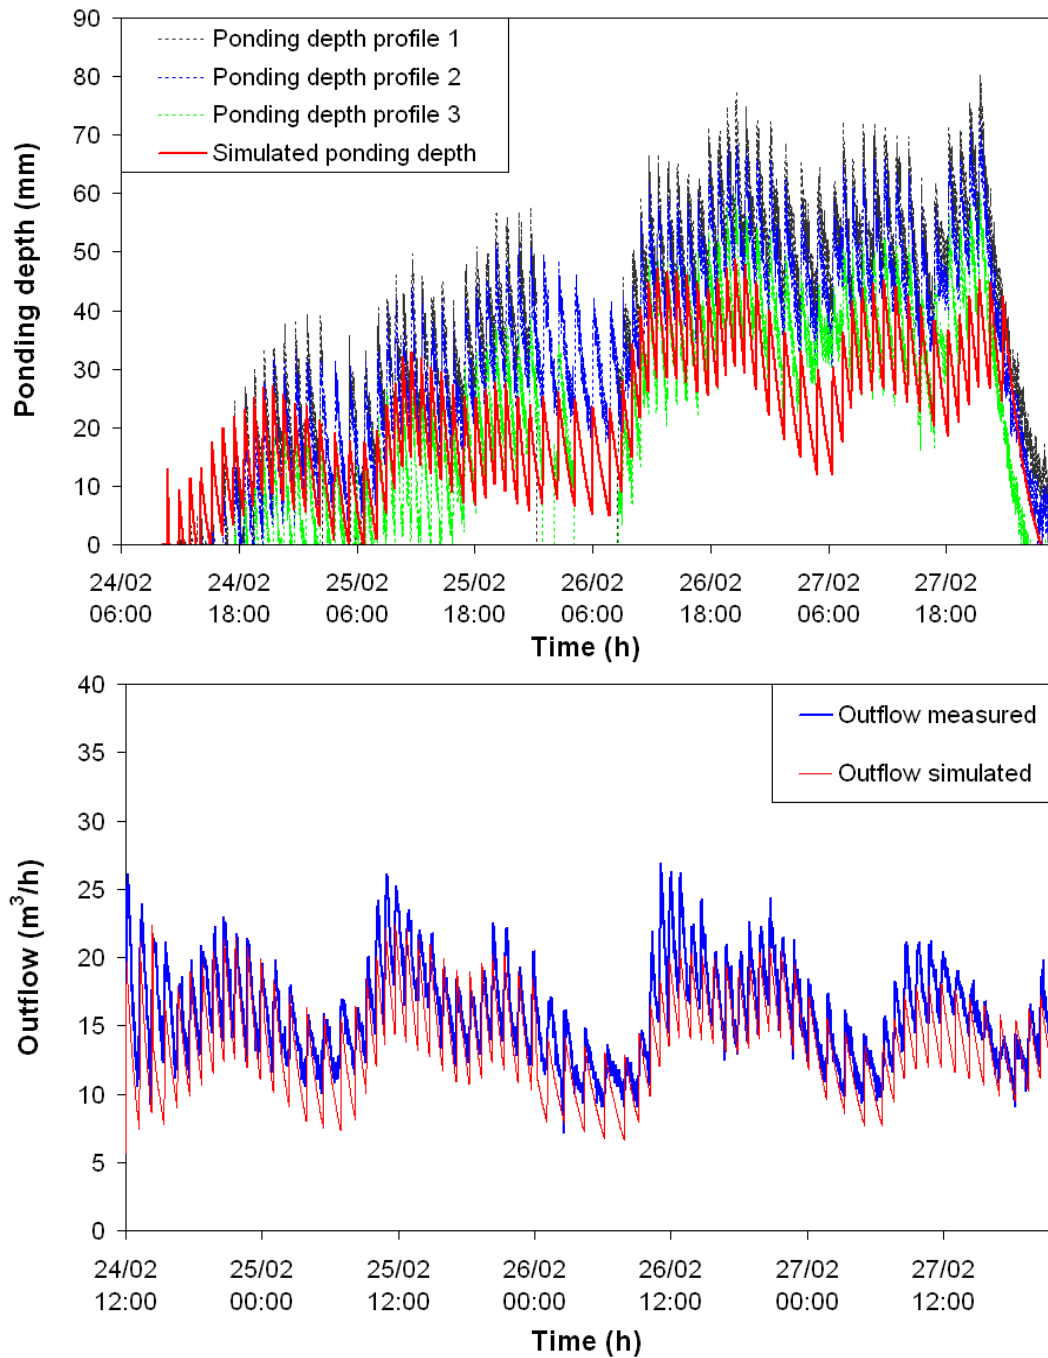 90
80
70
60
50
40
30
20
10
0
Ponding depth (mm)
Ponding depth profile 1
Ponding depth profile 2
Ponding depth profile 3
Simulated ponding depth
24/02 24/02 25/02 25/02 26/02 26/02 27/02 27/02
06:00 18:00 06:00 18:00 06:00 18:00 06:00 18:00
Time (h)
40
35
30
25
20
15
10
5
0
Outflow (m³/h)
Outflow measured
Outflow simulated
24/02 25/02 25/02 26/02 26/02 27/02 27/02
12:00 00:00 12:00 00:00 12:00 00:00 12:00
Time (h)